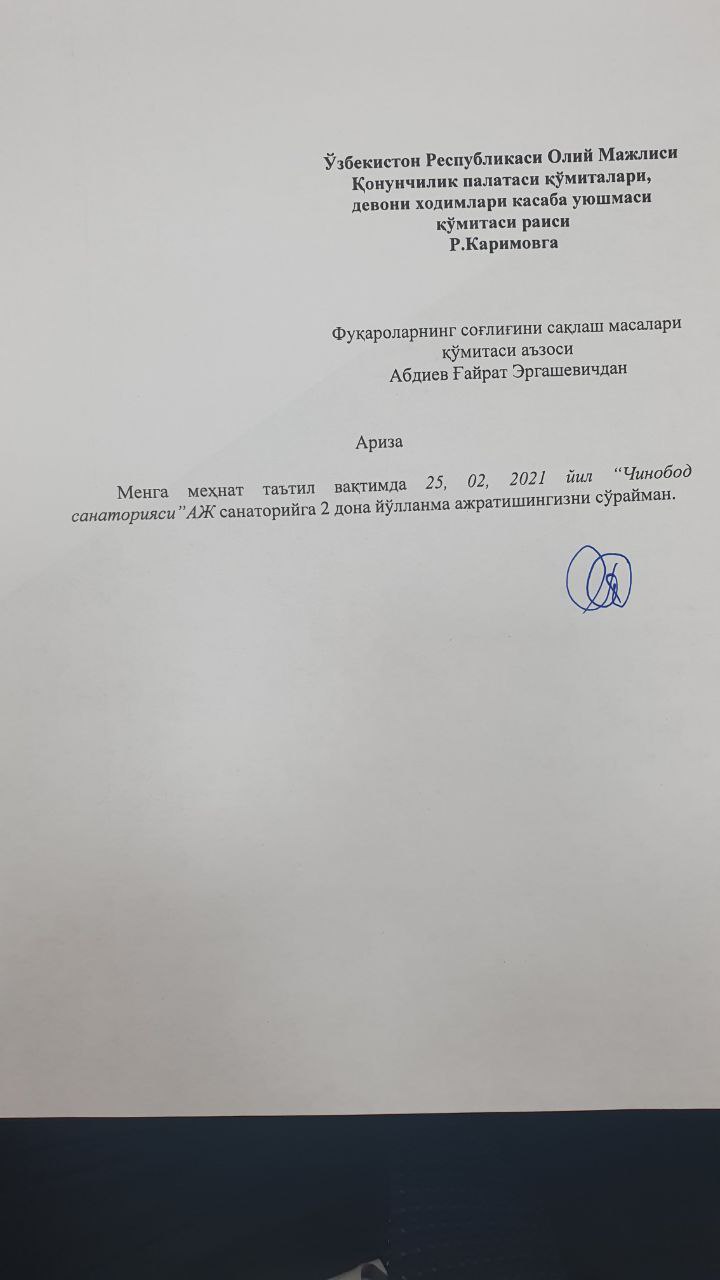 Ўзбекистон Республикаси Олий Мажлиси
Қонунчилик палатаси қўмиталари,
девони ходимлари касаба уюшмаси
қўмитаси раиси
Р.Каримовга
Фуқароларнинг соғлиғини сақлаш масалари
қўмитаси аъзоси
Абдиев Ғайрат Эргашевичдан
Ариза
Менга меҳнат таътил вақтимда 25, 02, 2021 йил “Чинобод
санаторияси”АЖ санаторийга 2 дона йўлланма ажратишингизни сўрайман.